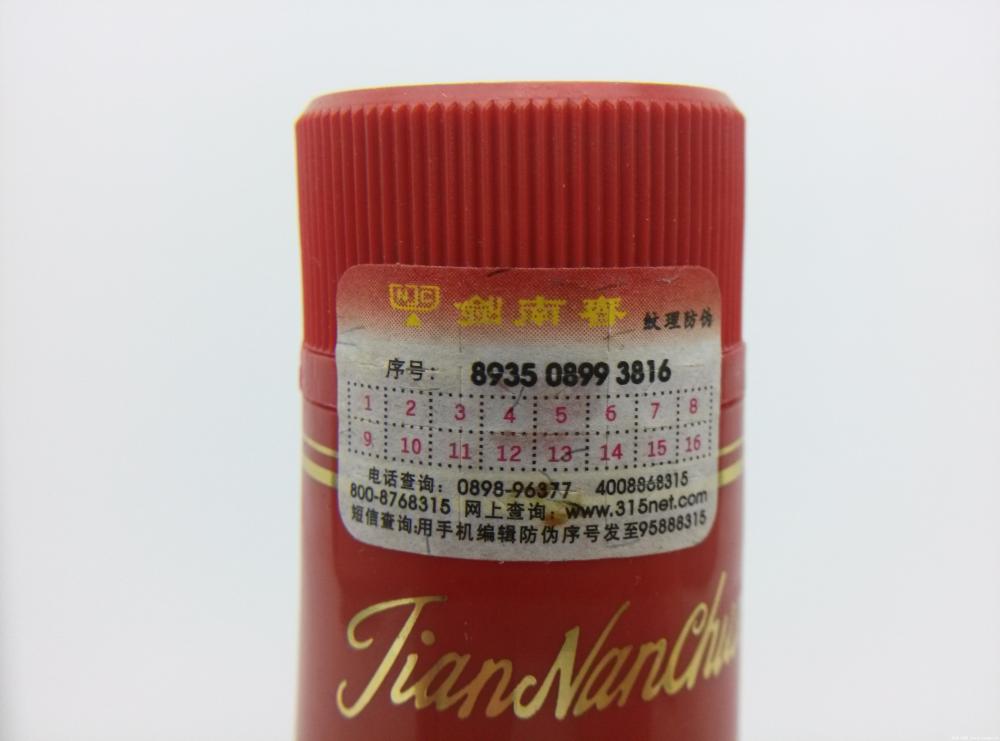 NJC 剑南春 纹理防伪
序号: 8935 0899 3816
1 2 3 4 5 6 7 8
9 10 11 12 13 14 15 16
电话查询: 0898-96377 4008868315
800-8768315 网上查询: www.315net.com
短信查询:用手机编辑防伪序号发至95888315
JianNanChu